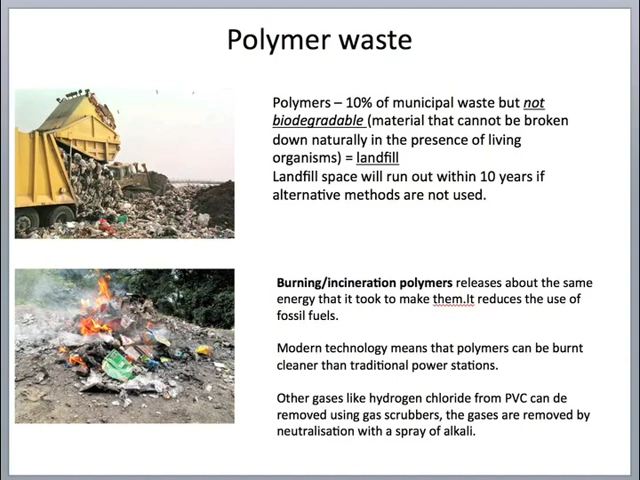 Polymer waste
Polymers – 10% of municipal waste but not
biodegradable (material that cannot be broken
down naturally in the presence of living
organisms) = landfill
Landfill space will run out within 10 years if
alternative methods are not used.
Burning/incineration polymers releases about the same
energy that it took to make them.It reduces the use of
fossil fuels.
Modern technology means that polymers can be burnt
cleaner than traditional power stations.
Other gases like hydrogen chloride from PVC can de
removed using gas scrubbers, the gases are removed by
neutralisation with a spray of alkali.